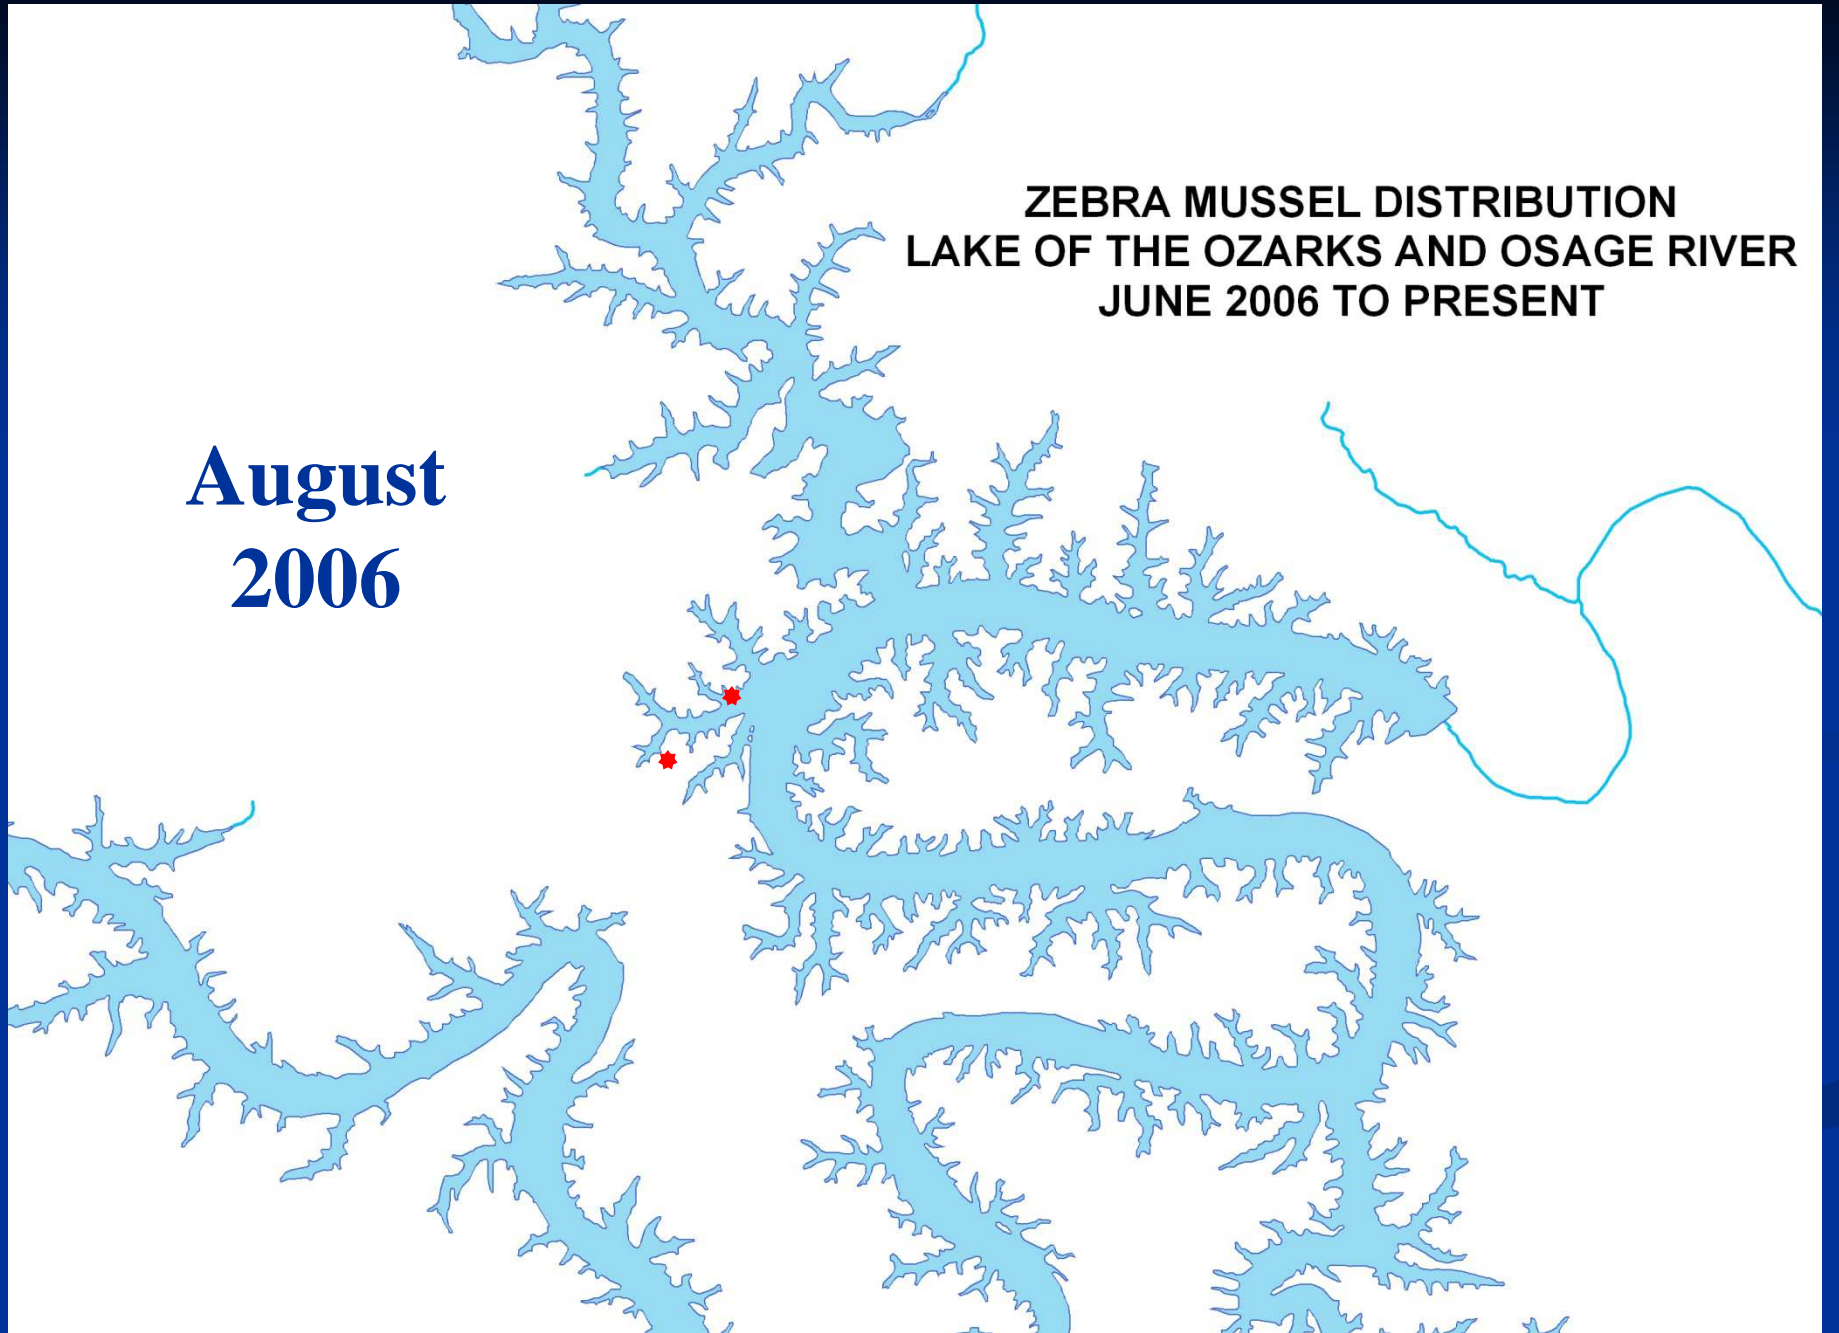 ZEBRA MUSSEL DISTRIBUTION
LAKE OF THE OZARKS AND OSAGE RIVER
JUNE 2006 TO PRESENT
August
2006